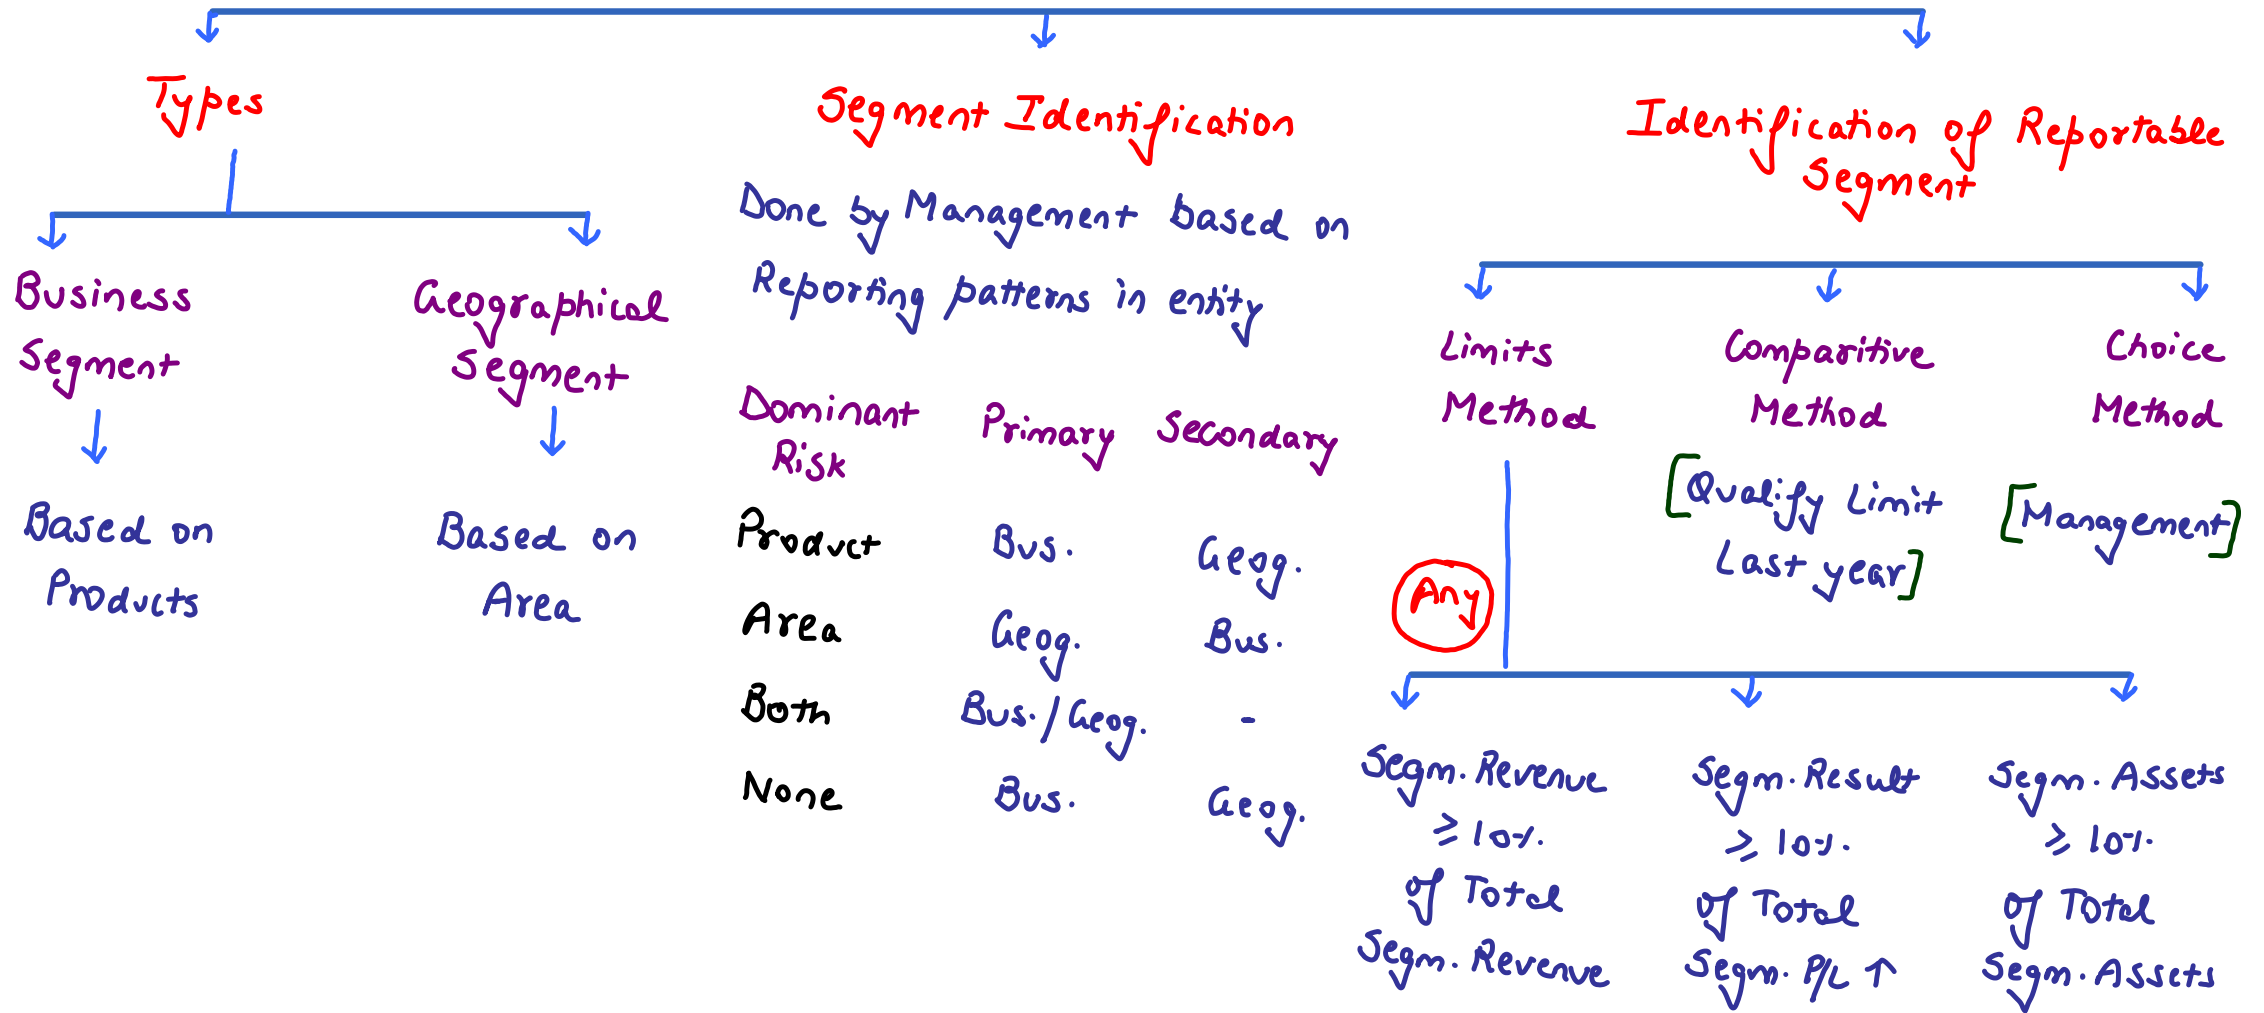 Types
Business
Segment
Based on
Products
Geographical
Segment
Based on
Area
Segment Identification
Done by Management based on
Reporting patterns in entity
Dominant Risk Primary Secondary
Product Bus. Geog.
Area Geog. Bus.
Both Bus./Geog. -
None Bus. Geog.
Identification of Reportable
Segment
Limits
Method
Comparitive
Method
[Qualify Limit
Last year]
Choice
Method
[Management]
Any
Segm. Revenue
≥ 10%.
of Total
Segm. Revenue
Segm. Result
≥ 10%.
of Total
Segm. P/L ↑
Segm. Assets
≥ 10%.
of Total
Segm. Assets